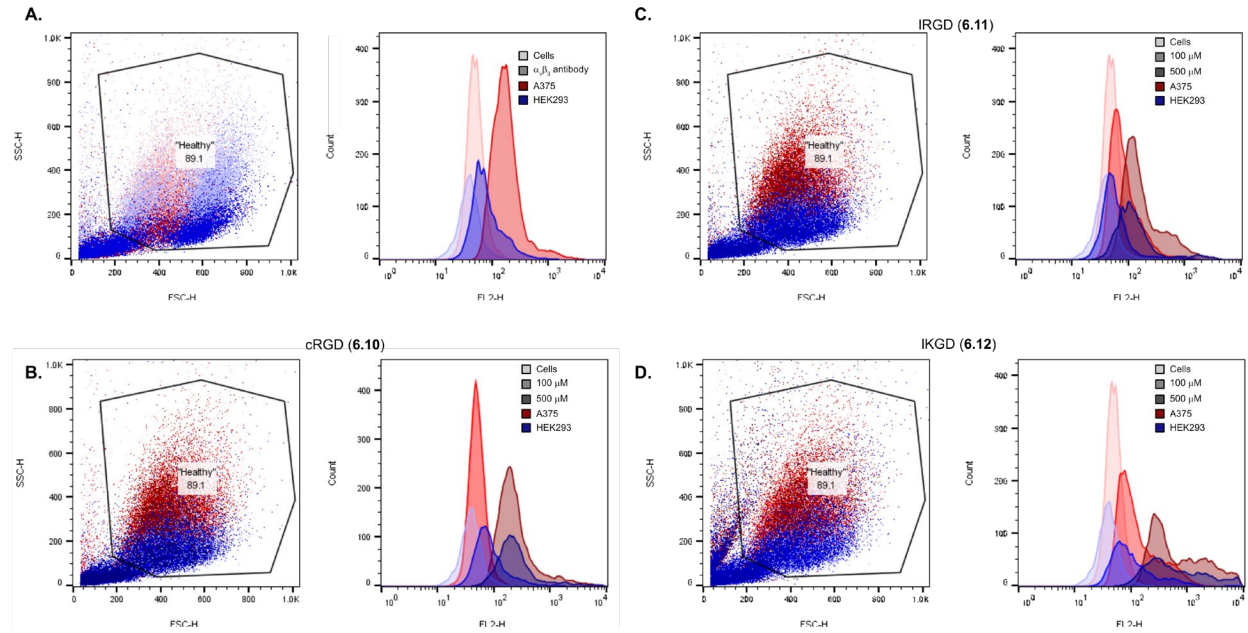 A.
1.0K
800
600
400
200
0
SSC-H
"Healthy"
89.1
0 200 400 600 800 1.0K
FSC-H
400
300
200
100
0
Count
Cells
αvβ3 antibody
A375
HEK293
10^0 10^1 10^2 10^3 10^4
FL2-H
C.
lRGD (6.11)
1.0K
800
600
400
200
0
SSC-H
"Healthy"
89.1
0 200 400 600 800 1.0K
FSC-H
400
300
200
100
0
Count
Cells
100 μM
500 μM
A375
HEK293
10^0 10^1 10^2 10^3 10^4
FL2-H
B.
cRGD (6.10)
1.0K
800
600
400
200
0
SSC-H
"Healthy"
89.1
0 200 400 600 800 1.0K
FSC-H
400
300
200
100
0
Count
Cells
100 μM
500 μM
A375
HEK293
10^0 10^1 10^2 10^3 10^4
FL2-H
D.
lKGD (6.12)
1.0K
800
600
400
200
0
SSC-H
"Healthy"
89.1
0 200 400 600 800 1.0K
FSC-H
400
300
200
100
0
Count
Cells
100 μM
500 μM
A375
HEK293
10^0 10^1 10^2 10^3 10^4
FL2-H